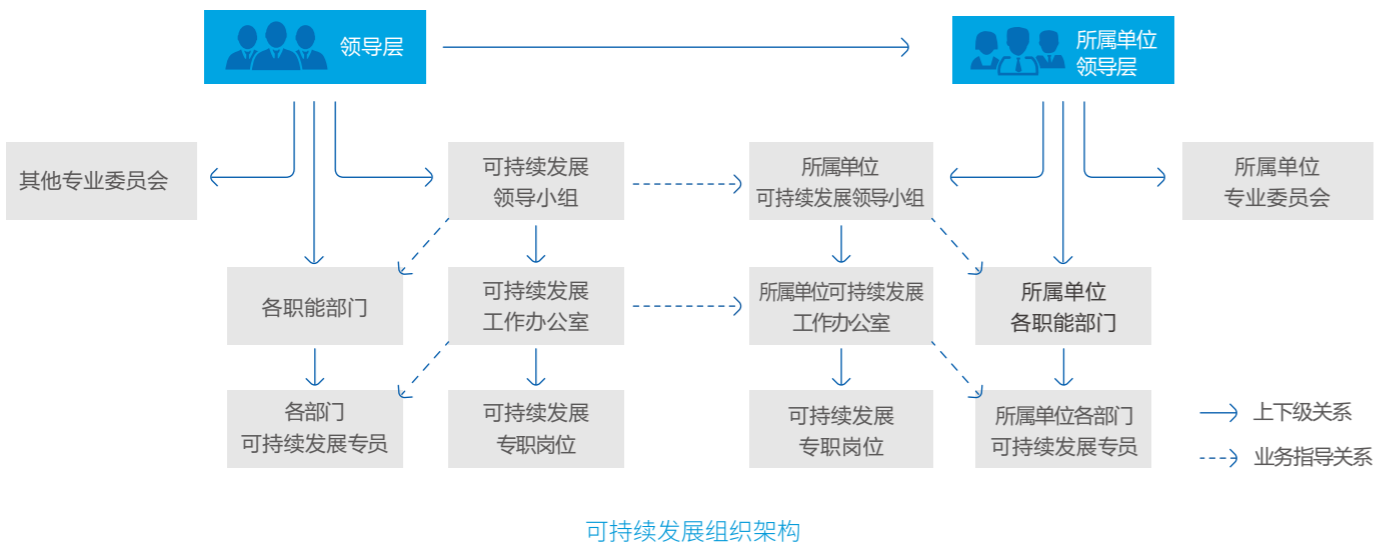 领导层
所属单位
领导层
其他专业委员会
可持续发展
领导小组
所属单位
可持续发展领导小组
所属单位
专业委员会
各职能部门
可持续发展
工作办公室
所属单位可持续发展
工作办公室
所属单位
各职能部门
各部门
可持续发展专员
可持续发展
专职岗位
可持续发展
专职岗位
所属单位各部门
可持续发展专员
上下级关系
业务指导关系
可持续发展组织架构